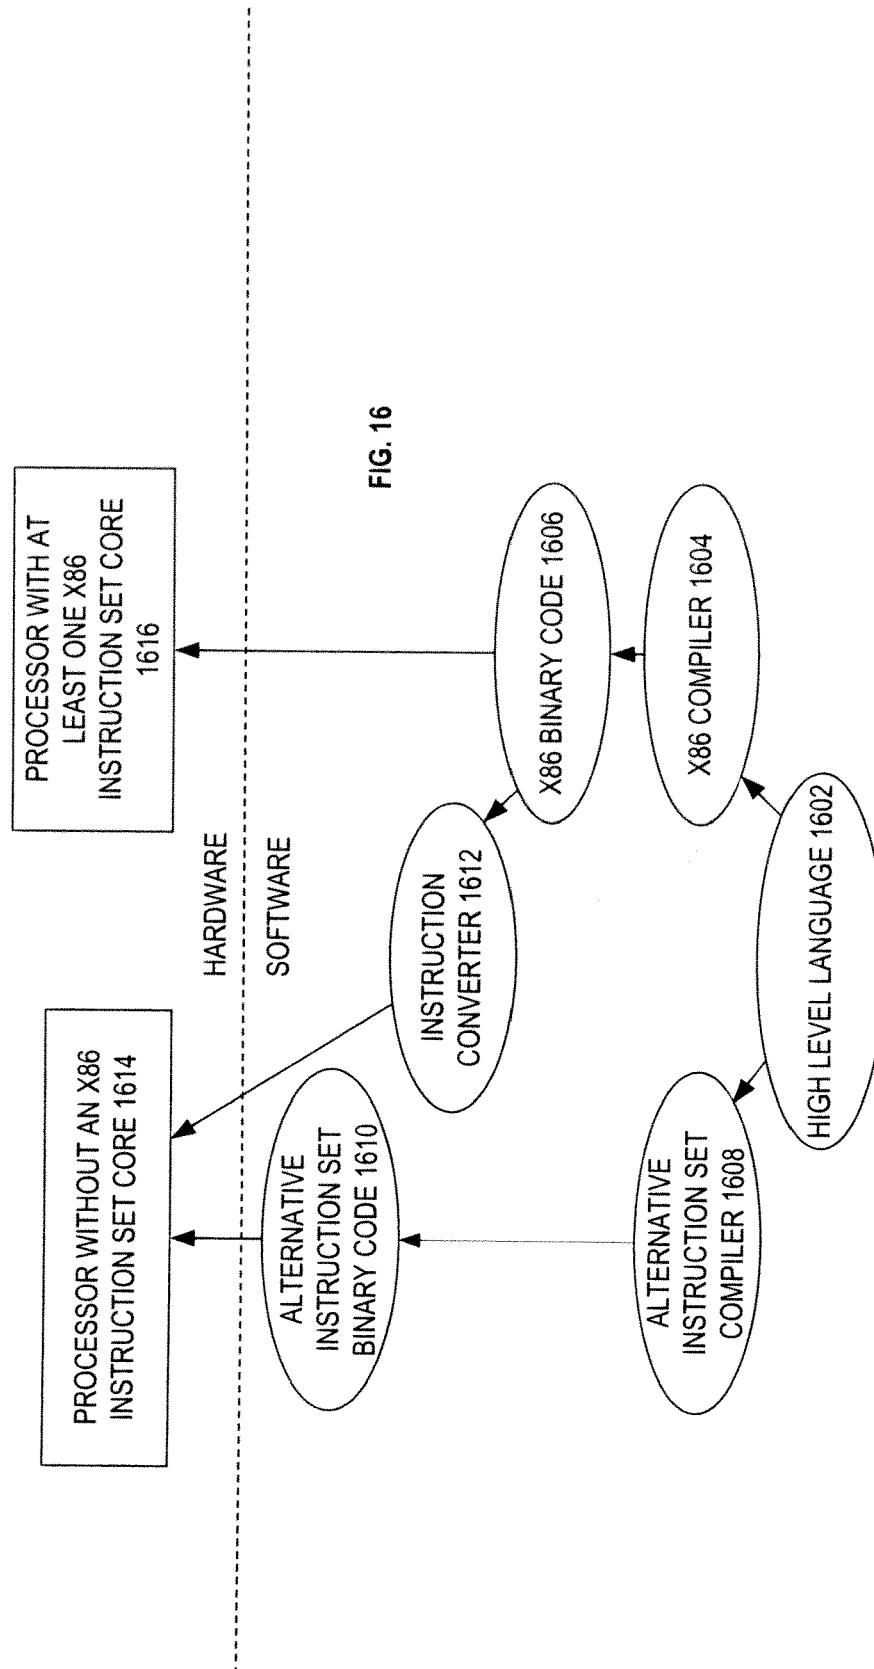 PROCESSOR WITHOUT AN X86
INSTRUCTION SET CORE 1614
PROCESSOR WITH AT
LEAST ONE X86
INSTRUCTION SET CORE
1616
HARDWARE
SOFTWARE
ALTERNATIVE
INSTRUCTION SET
BINARY CODE 1610
INSTRUCTION
CONVERTER 1612
FIG. 16
X86 BINARY CODE 1606
ALTERNATIVE
INSTRUCTION SET
COMPILER 1608
X86 COMPILER 1604
HIGH LEVEL LANGUAGE 1602